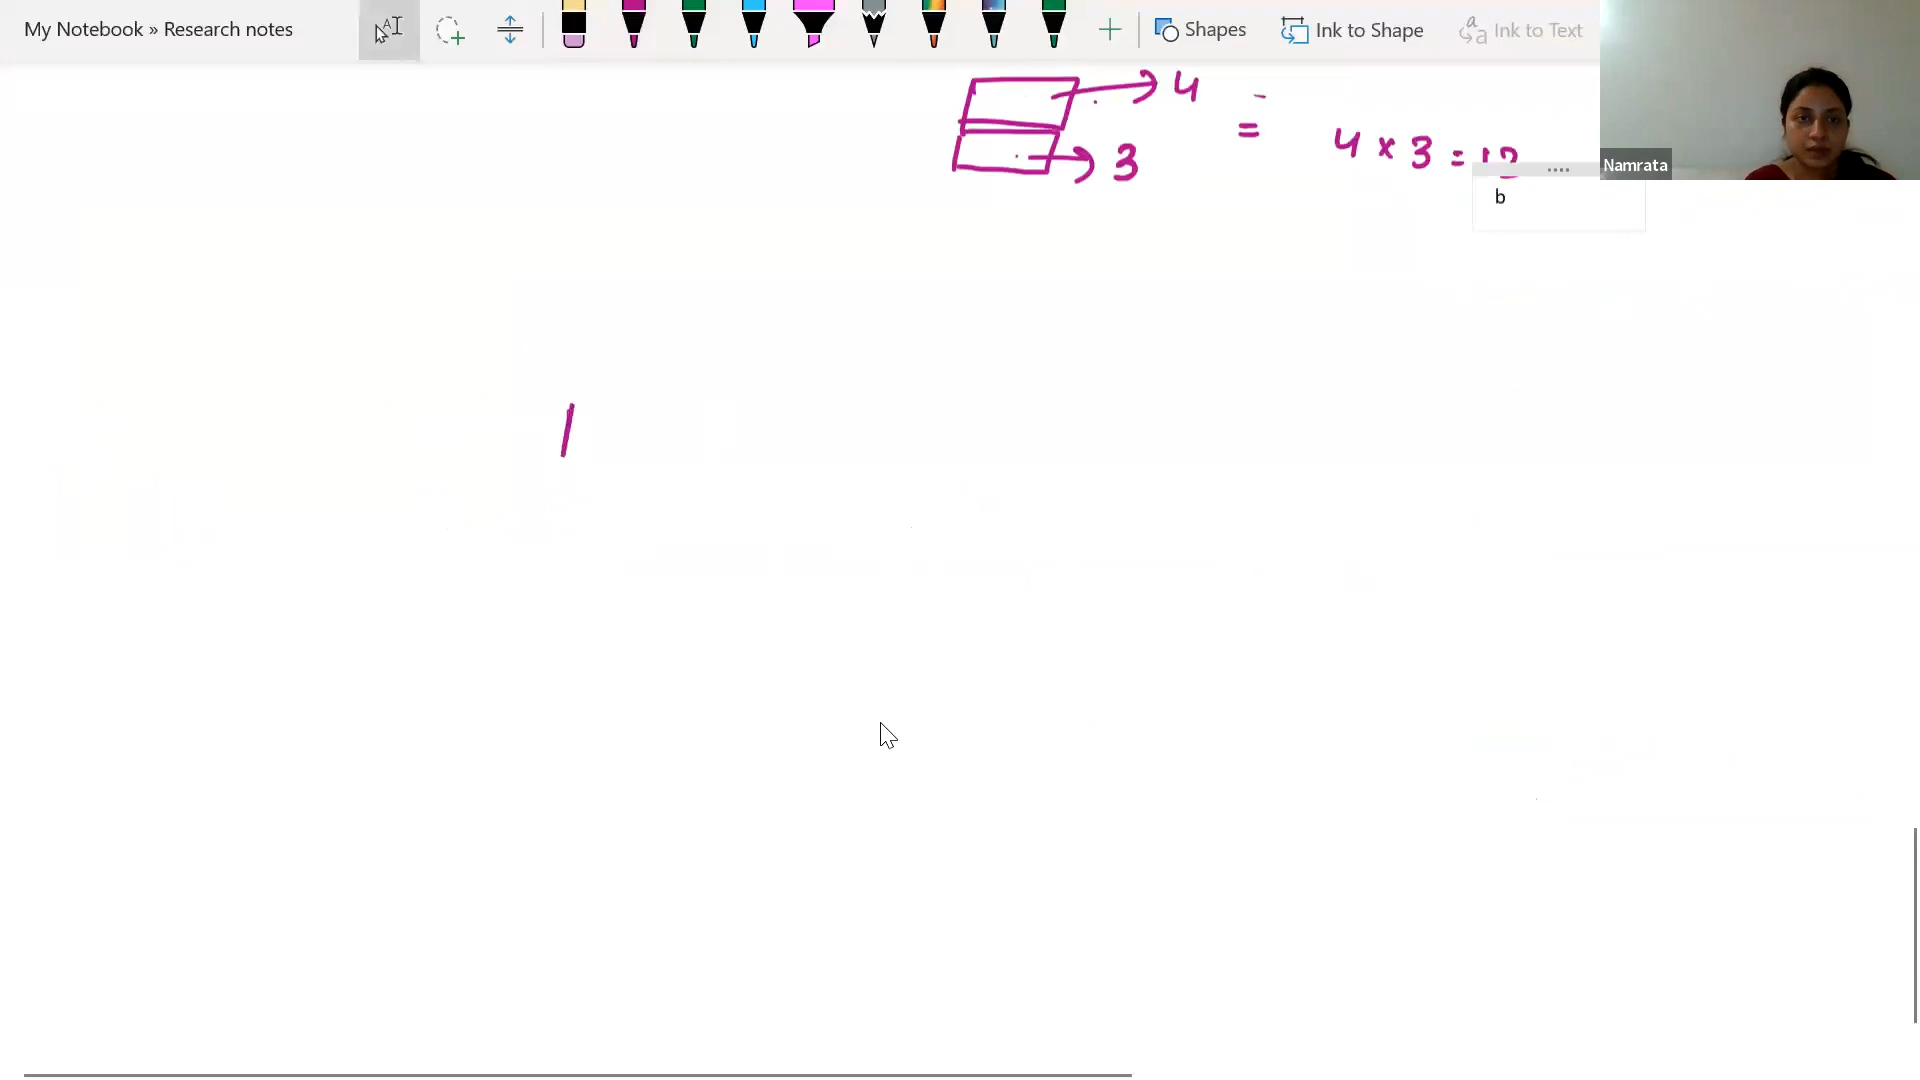 My Notebook » Research notes
Shapes
Ink to Shape
Ink to Text
4
=
3
4 × 3 = 12
Namrata
b